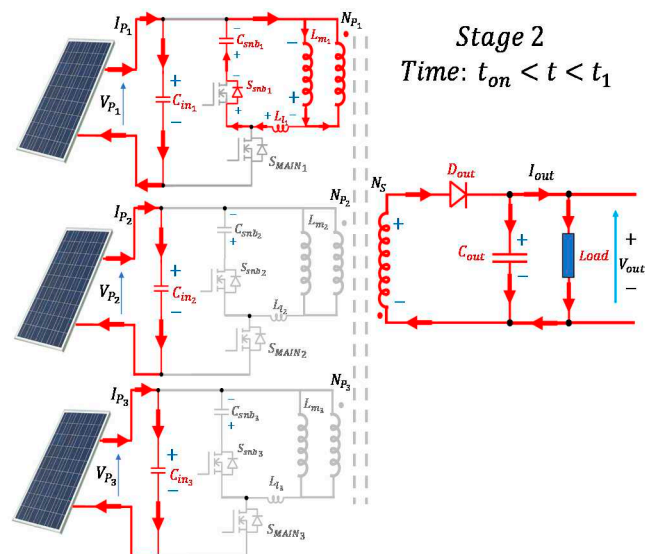 Stage 2
Time: t_on < t < t_1
I_P1
N_P1
C_snb1
L_m1
V_P1
C_in1
S_snb1
L_l1
S_MAIN1
I_P2
N_P2
C_snb2
L_m2
V_P2
C_in2
S_snb2
L_l2
S_MAIN2
I_P3
N_P3
C_snb3
L_m3
V_P3
C_in3
S_snb3
L_l3
S_MAIN3
N_S
D_out
I_out
C_out
Load
V_out